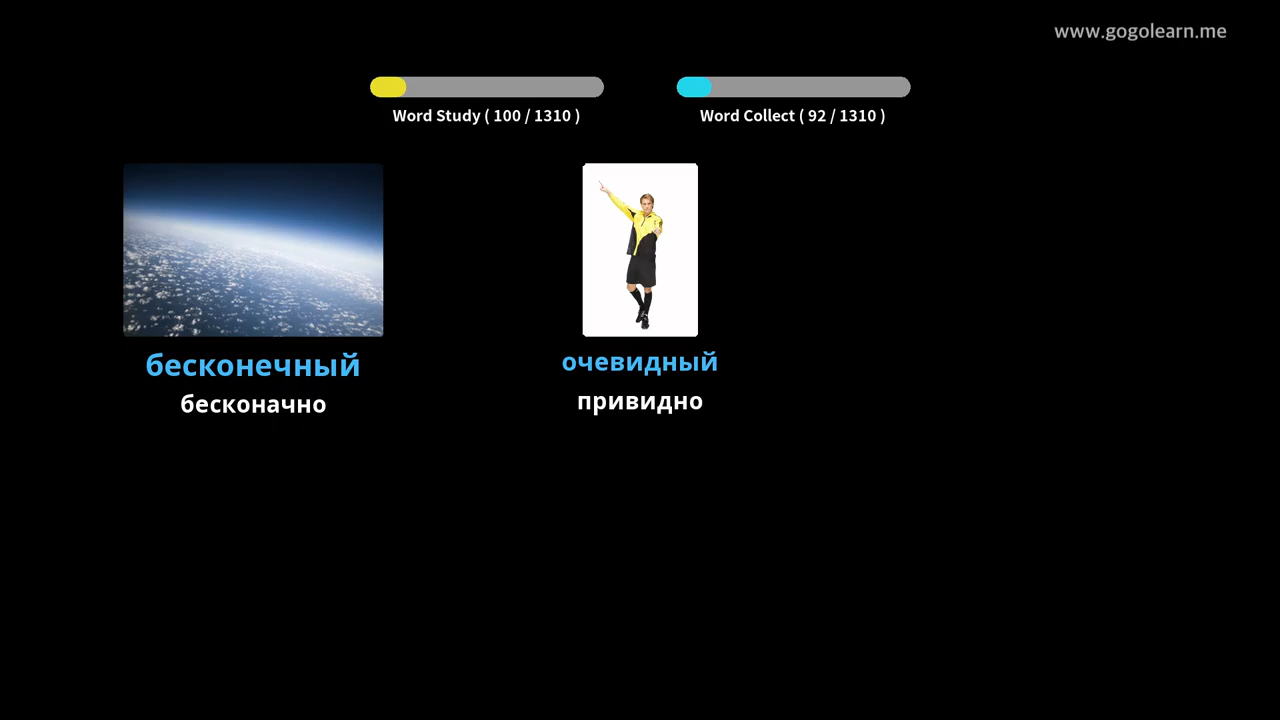 www.gogolearn.me
Word Study ( 100 / 1310 )
Word Collect ( 92 / 1310 )
бесконечный
бесконачно
очевидный
привидно